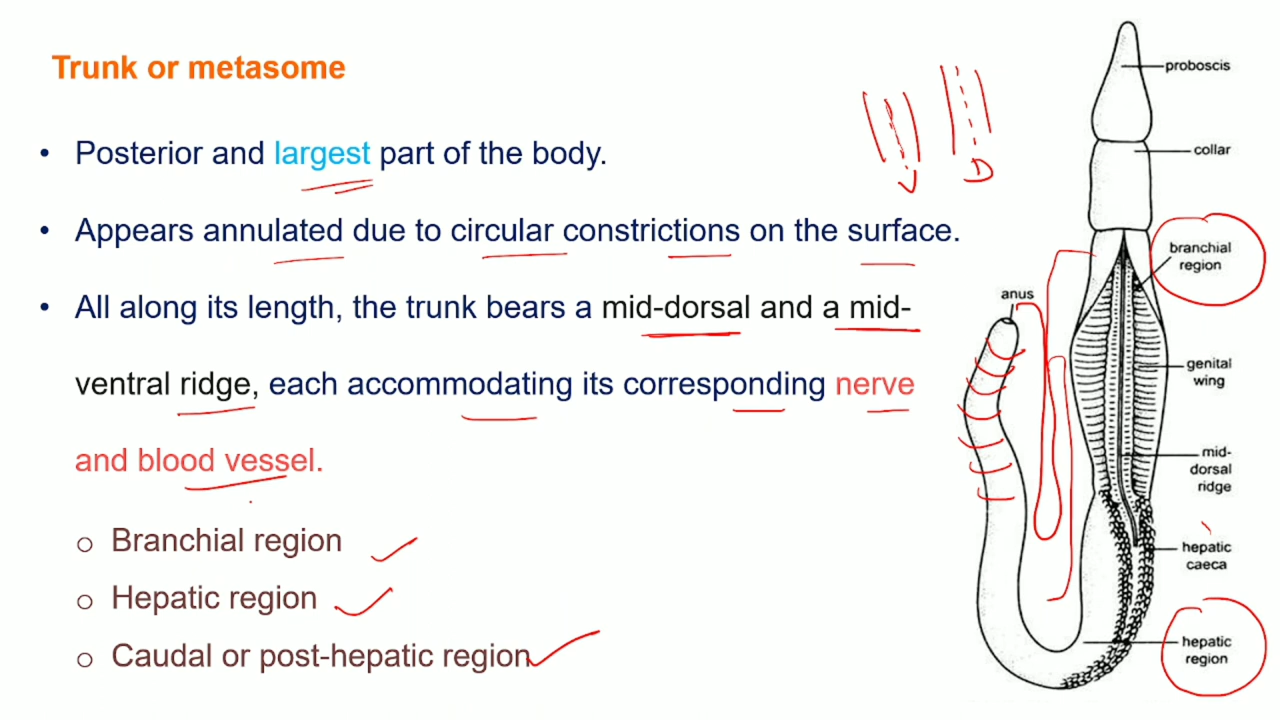 Trunk or metasome
• Posterior and largest part of the body.
• Appears annulated due to circular constrictions on the surface.
• All along its length, the trunk bears a mid-dorsal and a mid-
ventral ridge, each accommodating its corresponding nerve
and blood vessel.
o Branchial region
o Hepatic region
o Caudal or post-hepatic region
V
D
proboscis
collar
branchial
region
anus
genital
wing
mid-
dorsal
ridge
hepatic
caeca
hepatic
region